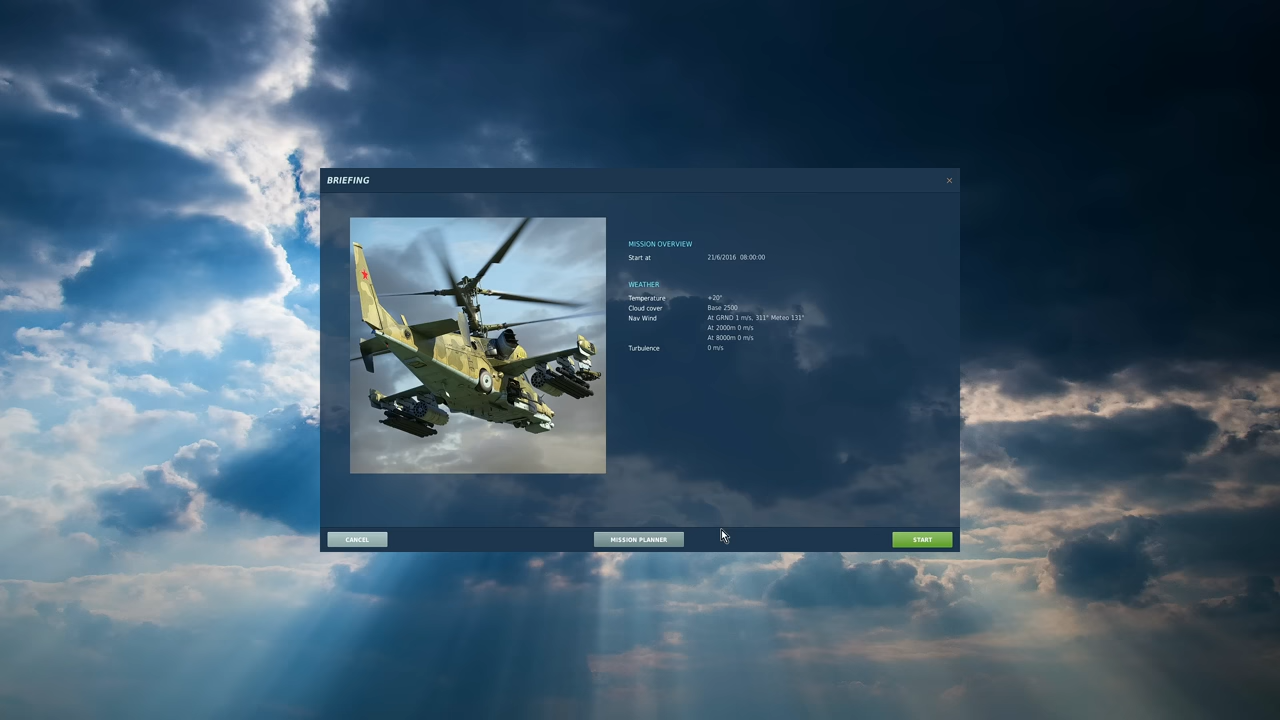 BRIEFING
MISSION OVERVIEW
Start at 21/6/2016 08:00:00
WEATHER
Temperature +20°
Cloud cover Base 2500
Nav Wind At GRND 1 m/s, 311° Meteo 131°
At 2000m 0 m/s
At 8000m 0 m/s
Turbulence 0 m/s
CANCEL MISSION PLANNER START